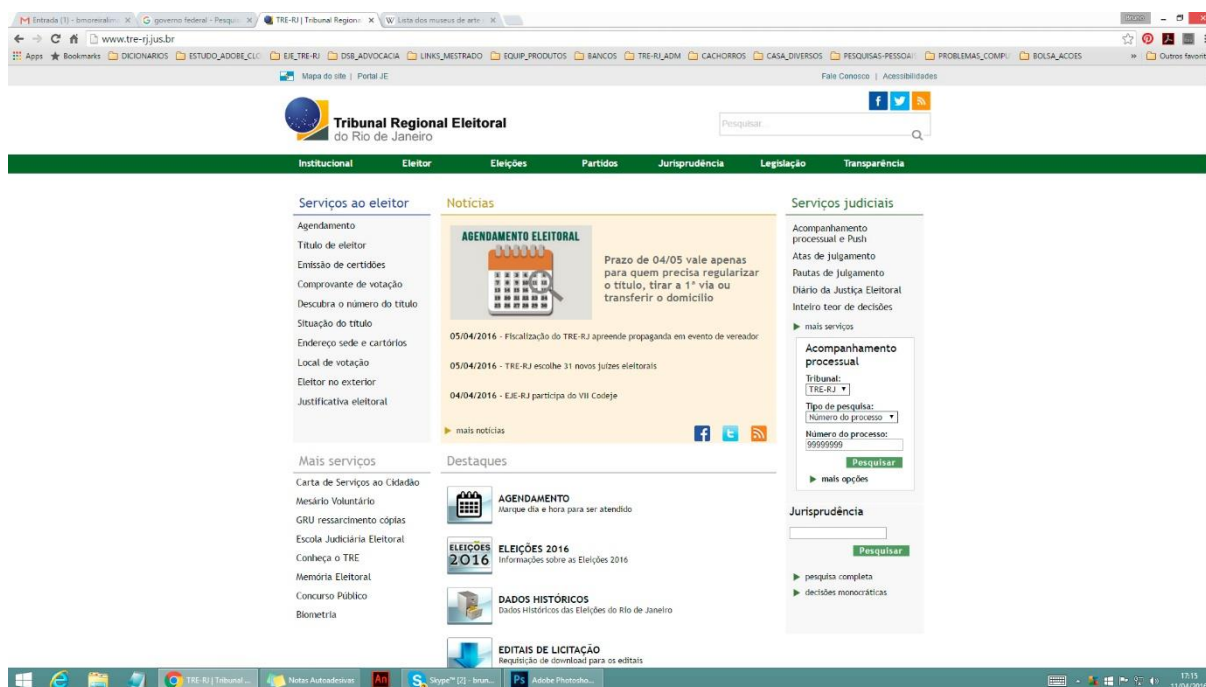 Entrada (1) - bmoreiralim
governo federal - Pesqui
TRE-RJ | Tribunal Regiona
Lista dos museus de arte
www.tre-rj.jus.br
Apps
Bookmarks
DICIONARIOS
ESTUDO_ADOBE_CLO
EJE_TRE-RJ
DSB_ADVOCACIA
LINKS_MESTRADO
EQUIP_PRODUTOS
BANCOS
TRE-RJ_ADM
CACHORROS
CASA_DIVERSOS
PESQUISAS-PESSOAI
PROBLEMAS_COMPU
BOLSA_ACOES
Outros favorit
Mapa do site | Portal JE
Fale Conosco | Acessibilidades
Tribunal Regional Eleitoral
do Rio de Janeiro
Pesquisar...
Institucional
Eleitor
Eleições
Partidos
Jurisprudência
Legislação
Transparência
Serviços ao eleitor
Agendamento
Título de eleitor
Emissão de certidões
Comprovante de votação
Descubra o número do título
Situação do título
Endereço sede e cartórios
Local de votação
Eleitor no exterior
Justificativa eleitoral
Mais serviços
Carta de Serviços ao Cidadão
Mesário Voluntário
GRU ressarcimento cópias
Escola Judiciária Eleitoral
Conheça o TRE
Memória Eleitoral
Concurso Público
Biometria
Notícias
AGENDAMENTO ELEITORAL
Prazo de 04/05 vale apenas
para quem precisa regularizar
o título, tirar a 1ª via ou
transferir o domicílio
05/04/2016 - Fiscalização do TRE-RJ apreende propaganda em evento de vereador
05/04/2016 - TRE-RJ escolhe 31 novos juízes eleitorais
04/04/2016 - EJE-RJ participa do VII Codeje
mais notícias
Destaques
AGENDAMENTO
Marque dia e hora para ser atendido
ELEIÇÕES
2016
ELEIÇÕES 2016
Informações sobre as Eleições 2016
DADOS HISTÓRICOS
Dados Históricos das Eleições do Rio de Janeiro
EDITAIS DE LICITAÇÃO
Requisição de download para os editais
Serviços judiciais
Acompanhamento
processual e Push
Atas de julgamento
Pautas de julgamento
Diário da Justiça Eleitoral
Inteiro teor de decisões
mais serviços
Acompanhamento
processual
Tribunal:
TRE-RJ
Tipo de pesquisa:
Número do processo
Número do processo:
99999999
Pesquisar
mais opções
Jurisprudência
Pesquisar
pesquisa completa
decisões monocráticas
TRE-RJ | Tribunal ...
Notas Autoadesivas
An
Skype™ [2] - brun...
Ps
Adobe Photosho...
17:15
11/04/2016